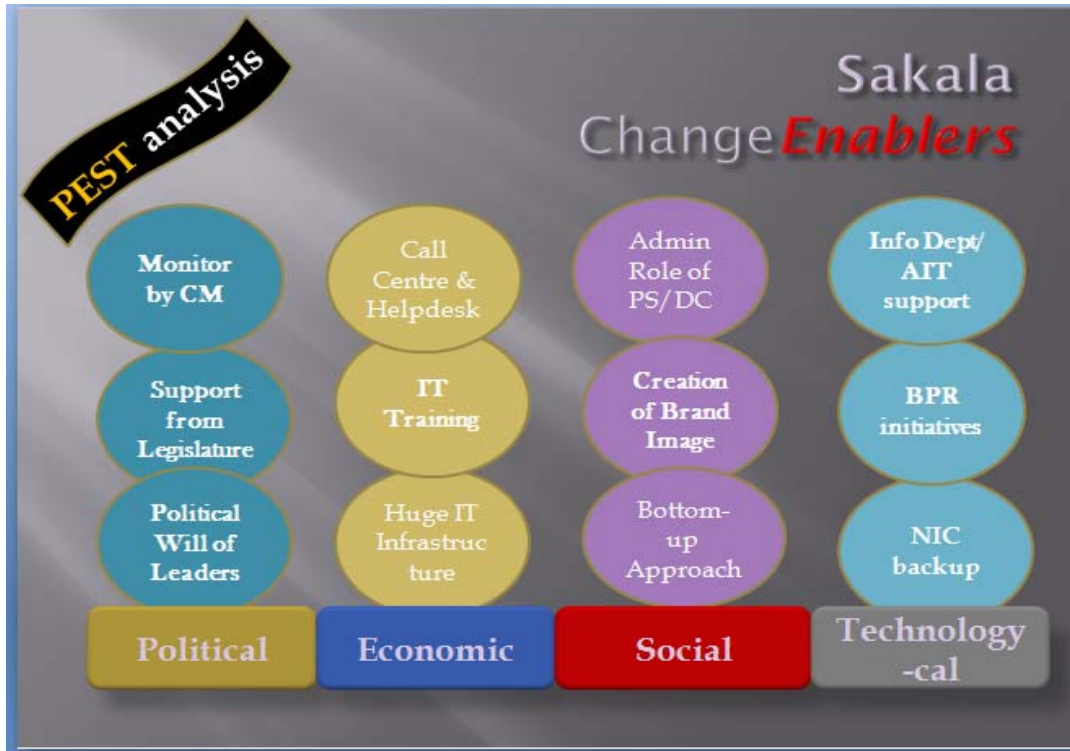 PEST analysis
Sakala
Change Enablers
Monitor
by CM
Support
from
Legislature
Political
Will of
Leaders
Political
Call
Centre &
Helpdesk
IT
Training
Huge IT
Infrastruc
ture
Economic
Admin
Role of
PS/DC
Creation
of Brand
Image
Bottom-
up
Approach
Social
Info Dept/
AIT
support
BPR
initiatives
NIC
backup
Technology
-cal